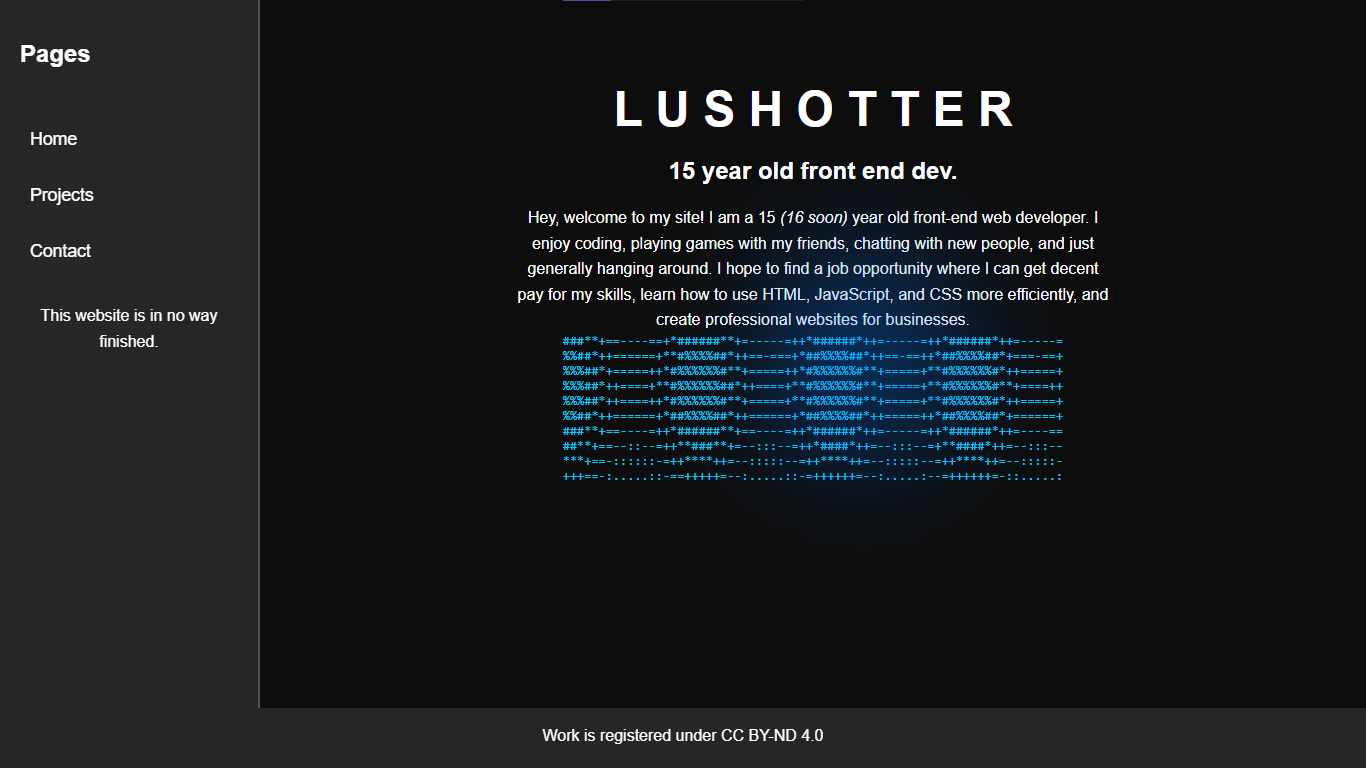 Pages
Home
Projects
Contact
This website is in no way
finished.
L U S H O T T E R
15 year old front end dev.
Hey, welcome to my site! I am a 15 (16 soon) year old front-end web developer. I
enjoy coding, playing games with my friends, chatting with new people, and just
generally hanging around. I hope to find a job opportunity where I can get decent
pay for my skills, learn how to use HTML, JavaScript, and CSS more efficiently, and
create professional websites for businesses.
###**+==----==+*######**+=-----=++*######*++=-----=++*######*++=-----=
%%##*++======+**#%%%%##*++==-===+*##%%%%##*++==-==++*##%%%%##*+===-==+
%%%##*+=====++*#%%%%%%#**+=====++*#%%%%%%#**+=====+**#%%%%%%#*++=====+
%%%##*++====+**#%%%%%%##*++====+**#%%%%%%#**+=====+**#%%%%%%#**+====++
%%%##*++====++*#%%%%%%#**+=====+**#%%%%%%#**+=====+**#%%%%%%#*++=====+
%%##*++======+*##%%%%##*++======+*##%%%%##*++=====++*##%%%%##*+======+
###**+==----=++*######**+==----=++*######*++=-----=++*######*++=----==
##**+==--::--=++**###**+=--:::--=++*####*++=--:::--=+**####*++=--:::--
***+==-::::::-=++****++=--:::::--=++****++=--:::::--=++****++=--:::::-
+++==-:.....::-==+++++=--:.....::-=++++++=--:.....:--=++++++=-::.....:
Work is registered under CC BY-ND 4.0